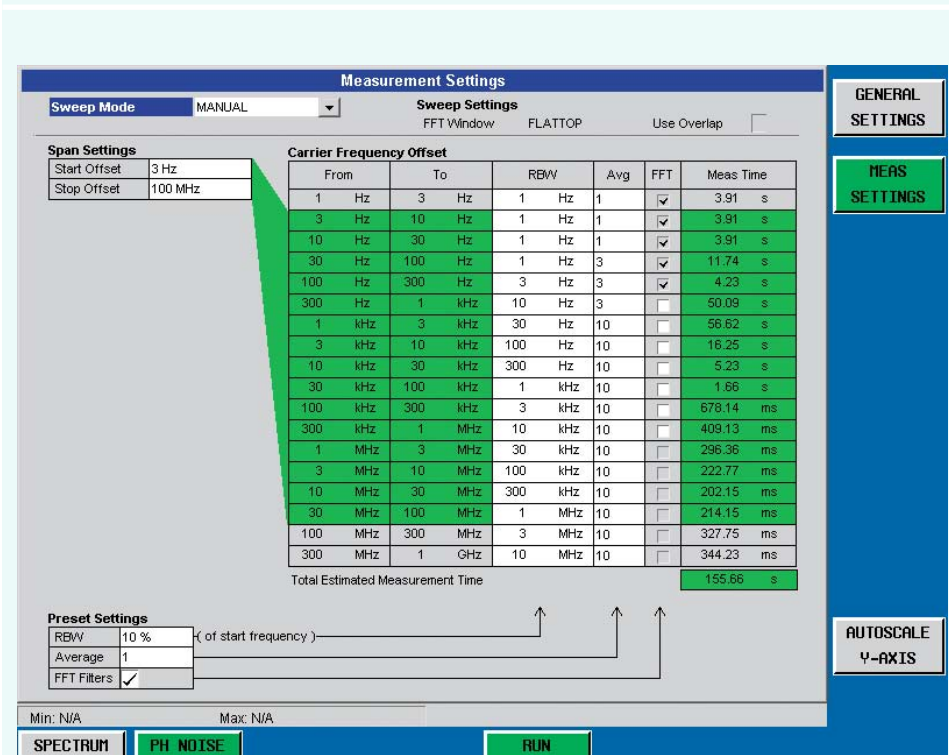 Measurement Settings
Sweep Mode MANUAL
Sweep Settings
FFT Window FLATTOP Use Overlap
Span Settings
Start Offset 3 Hz
Stop Offset 100 MHz
Carrier Frequency Offset
From To RBW Avg FFT Meas Time
1 Hz 3 Hz 1 Hz 1 3.91 s
3 Hz 10 Hz 1 Hz 1 3.91 s
10 Hz 30 Hz 1 Hz 1 3.91 s
30 Hz 100 Hz 1 Hz 3 11.74 s
100 Hz 300 Hz 3 Hz 3 4.23 s
300 Hz 1 kHz 10 Hz 3 50.09 s
1 kHz 3 kHz 30 Hz 10 56.62 s
3 kHz 10 kHz 100 Hz 10 16.25 s
10 kHz 30 kHz 300 Hz 10 5.23 s
30 kHz 100 kHz 1 kHz 10 1.66 s
100 kHz 300 kHz 3 kHz 10 678.14 ms
300 kHz 1 MHz 10 kHz 10 409.13 ms
1 MHz 3 MHz 30 kHz 10 296.36 ms
3 MHz 10 MHz 100 kHz 10 222.77 ms
10 MHz 30 MHz 300 kHz 10 202.15 ms
30 MHz 100 MHz 1 MHz 10 214.15 ms
100 MHz 300 MHz 3 MHz 10 327.75 ms
300 MHz 1 GHz 10 MHz 10 344.23 ms
Total Estimated Measurement Time 155.66 s
Preset Settings
RBW 10 % ( of start frequency )
Average 1
FFT Filters
Min: N/A Max: N/A
SPECTRUM PH NOISE RUN
GENERAL
SETTINGS
MEAS
SETTINGS
AUTOSCALE
Y-AXIS